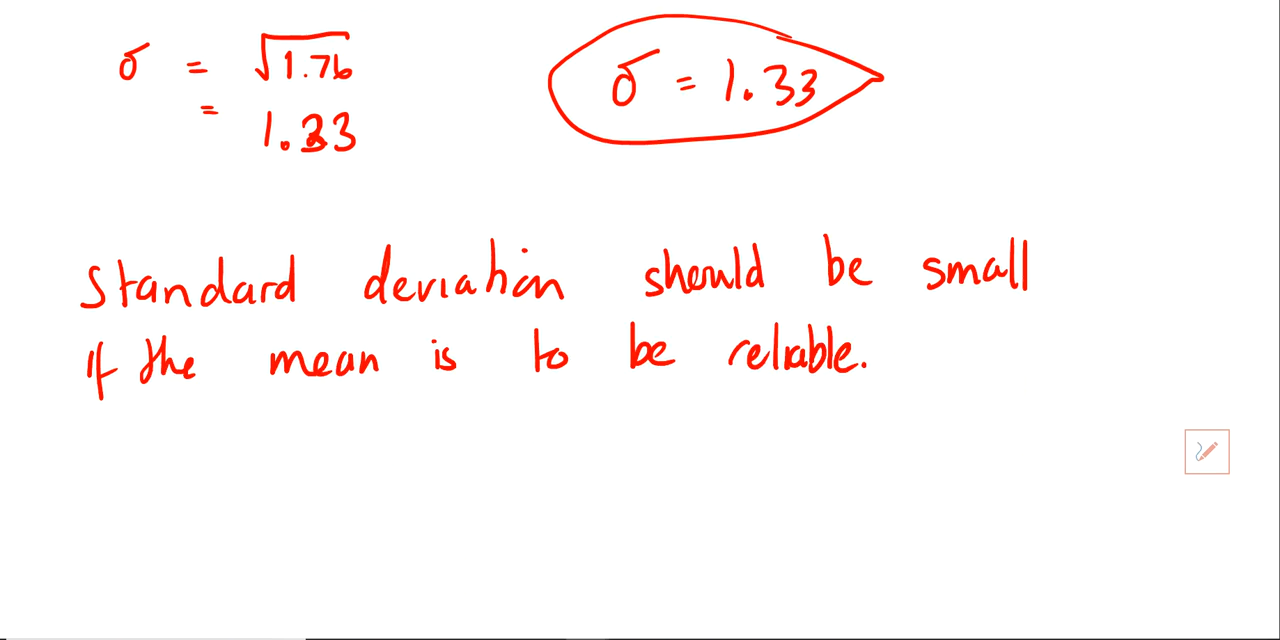 σ = √1.76
σ = 1.33
= 1.33
Standard deviation should be small
if the mean is to be reliable.